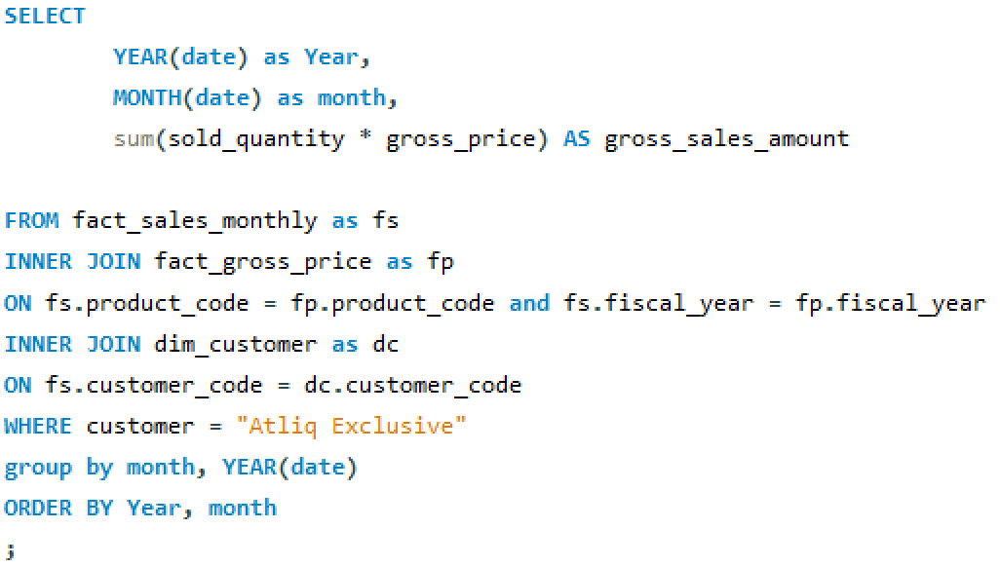 SELECT
YEAR(date) as Year,
MONTH(date) as month,
sum(sold_quantity * gross_price) AS gross_sales_amount
FROM fact_sales_monthly as fs
INNER JOIN fact_gross_price as fp
ON fs.product_code = fp.product_code and fs.fiscal_year = fp.fiscal_year
INNER JOIN dim_customer as dc
ON fs.customer_code = dc.customer_code
WHERE customer = "Atliq Exclusive"
group by month, YEAR(date)
ORDER BY Year, month
;